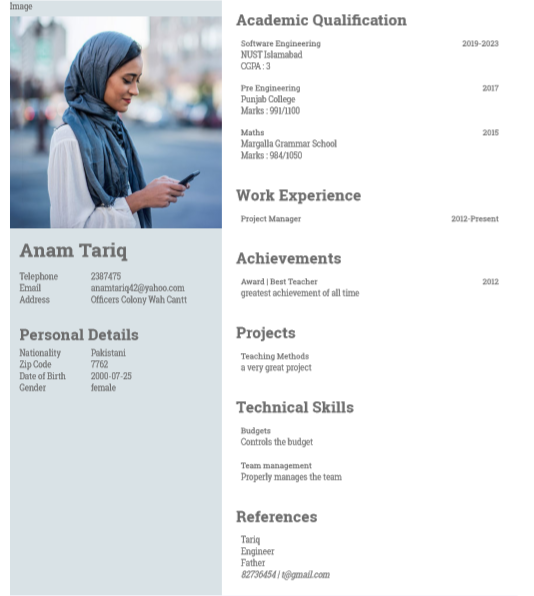 Image
Anam Tariq
Telephone 2387475
Email anamtariq42@yahoo.com
Address Officers Colony Wah Cantt
Personal Details
Nationality Pakistani
Zip Code 7762
Date of Birth 2000-07-25
Gender female
Academic Qualification
Software Engineering 2019-2023
NUST Islamabad
CGPA : 3
Pre Engineering 2017
Punjab College
Marks : 991/1100
Maths 2015
Margalla Grammar School
Marks : 984/1050
Work Experience
Project Manager 2012-Present
Achievements
Award | Best Teacher 2012
greatest achievement of all time
Projects
Teaching Methods
a very great project
Technical Skills
Budgets
Controls the budget
Team management
Properly manages the team
References
Tariq
Engineer
Father
82736454 | t@gmail.com